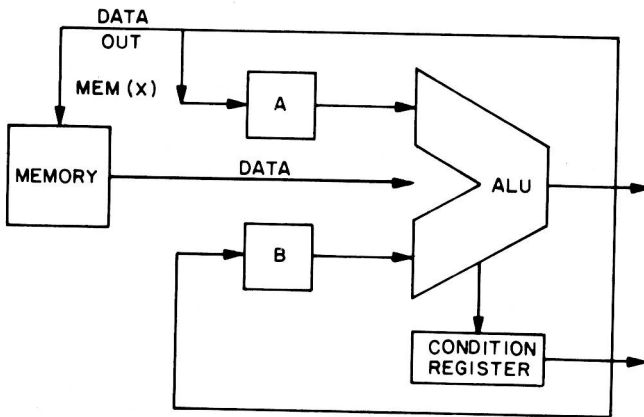 DATA
OUT
MEM (X)
A
MEMORY
DATA
ALU
B
CONDITION
REGISTER